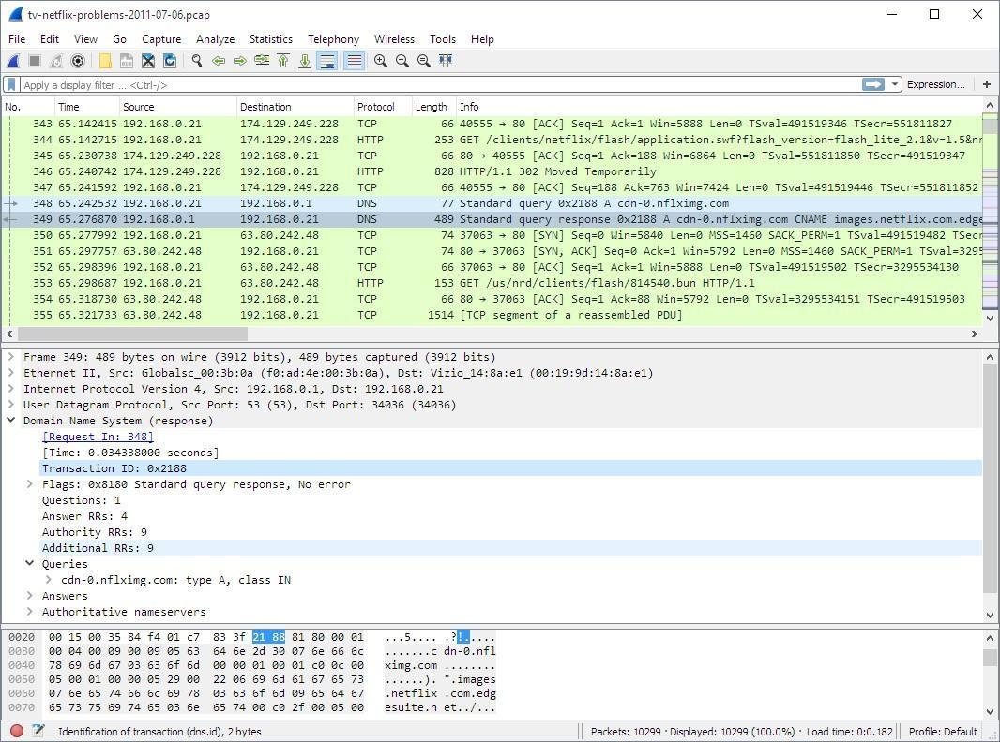 tv-netflix-problems-2011-07-06.pcap
File Edit View Go Capture Analyze Statistics Telephony Wireless Tools Help
Apply a display filter ... <Ctrl-/> Expression... +
No. Time Source Destination Protocol Length Info
343 65.142415 192.168.0.21 174.129.249.228 TCP 66 40555 → 80 [ACK] Seq=1 Ack=1 Win=5888 Len=0 TSval=491519346 TSecr=551811827
344 65.142715 192.168.0.21 174.129.249.228 HTTP 253 GET /clients/netflix/flash/application.swf?flash_version=flash_lite_2.1&v=1.5&nr
345 65.230738 174.129.249.228 192.168.0.21 TCP 66 80 → 40555 [ACK] Seq=1 Ack=188 Win=6864 Len=0 TSval=551811850 TSecr=491519347
346 65.240742 174.129.249.228 192.168.0.21 HTTP 828 HTTP/1.1 302 Moved Temporarily
347 65.241592 192.168.0.21 174.129.249.228 TCP 66 40555 → 80 [ACK] Seq=188 Ack=763 Win=7424 Len=0 TSval=491519446 TSecr=551811852
348 65.242532 192.168.0.21 192.168.0.1 DNS 77 Standard query 0x2188 A cdn-0.nflximg.com
349 65.276870 192.168.0.1 192.168.0.21 DNS 489 Standard query response 0x2188 A cdn-0.nflximg.com CNAME images.netflix.com.edge
350 65.277992 192.168.0.21 63.80.242.48 TCP 74 37063 → 80 [SYN] Seq=0 Win=5840 Len=0 MSS=1460 SACK_PERM=1 TSval=491519482 TSecr
351 65.297757 63.80.242.48 192.168.0.21 TCP 74 80 → 37063 [SYN, ACK] Seq=0 Ack=1 Win=5792 Len=0 MSS=1460 SACK_PERM=1 TSval=3295
352 65.298396 192.168.0.21 63.80.242.48 TCP 66 37063 → 80 [ACK] Seq=1 Ack=1 Win=5888 Len=0 TSval=491519502 TSecr=3295534130
353 65.298687 192.168.0.21 63.80.242.48 HTTP 153 GET /us/nrd/clients/flash/814540.bun HTTP/1.1
354 65.318730 63.80.242.48 192.168.0.21 TCP 66 80 → 37063 [ACK] Seq=1 Ack=88 Win=5792 Len=0 TSval=3295534151 TSecr=491519503
355 65.321733 63.80.242.48 192.168.0.21 TCP 1514 [TCP segment of a reassembled PDU]
Frame 349: 489 bytes on wire (3912 bits), 489 bytes captured (3912 bits)
Ethernet II, Src: Globalsc_00:3b:0a (f0:ad:4e:00:3b:0a), Dst: Vizio_14:8a:e1 (00:19:9d:14:8a:e1)
Internet Protocol Version 4, Src: 192.168.0.1, Dst: 192.168.0.21
User Datagram Protocol, Src Port: 53 (53), Dst Port: 34036 (34036)
Domain Name System (response)
[Request In: 348]
[Time: 0.034338000 seconds]
Transaction ID: 0x2188
Flags: 0x8180 Standard query response, No error
Questions: 1
Answer RRs: 4
Authority RRs: 9
Additional RRs: 9
Queries
cdn-0.nflximg.com: type A, class IN
Answers
Authoritative nameservers
0020 00 15 00 35 84 f4 01 c7 83 3f 21 88 81 80 00 01 ...5.... .?!.....
0030 00 04 00 09 00 09 05 63 64 6e 2d 30 07 6e 66 6c .......c dn-0.nfl
0040 78 69 6d 67 03 63 6f 6d 00 00 01 00 01 c0 0c 00 ximg.com ........
0050 05 00 01 00 00 05 29 00 22 06 69 6d 61 67 65 73 ......). ".images
0060 07 6e 65 74 66 6c 69 78 03 63 6f 6d 09 65 64 67 .netflix .com.edg
0070 65 73 75 69 74 65 03 6e 65 74 00 c0 2f 00 05 00 esuite.n et../...
Identification of transaction (dns.id), 2 bytes Packets: 10299 · Displayed: 10299 (100.0%) · Load time: 0:0.182 Profile: Default